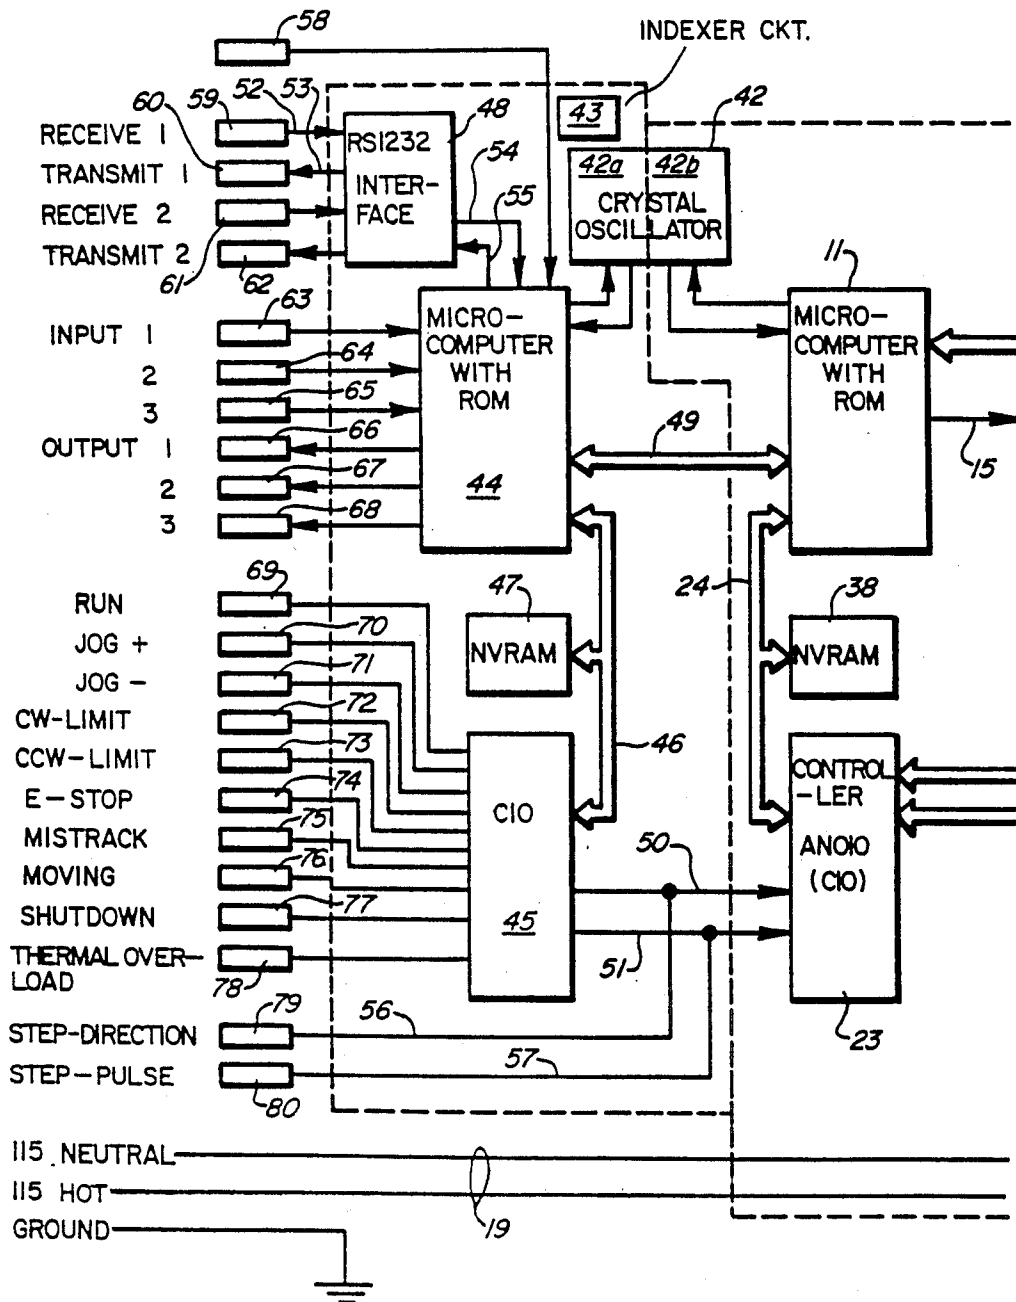 58
INDEXER CKT.
60 59 52 53 48 43 42
RECEIVE 1
TRANSMIT 1
RECEIVE 2
TRANSMIT 2
61
62
RS1232
INTER-
FACE
54
55
42a 42b
CRYSTAL
OSCILLATOR
11
63
INPUT 1
64
2
65
3
66
OUTPUT 1
67
2
68
3
MICRO-
COMPUTER
WITH
ROM
44
49
MICRO-
COMPUTER
WITH
ROM
15
24
69
RUN
70
JOG +
71
JOG -
72
CW-LIMIT
73
CCW-LIMIT
74
E-STOP
75
MISTRACK
76
MOVING
77
SHUTDOWN
THERMAL OVER-
LOAD
78
47
NVRAM
38
NVRAM
46
CIO
45
50
51
CONTROL
-LER
ANOIO
(CIO)
23
79
STEP-DIRECTION
56
STEP-PULSE
57
80
115 NEUTRAL
115 HOT
19
GROUND